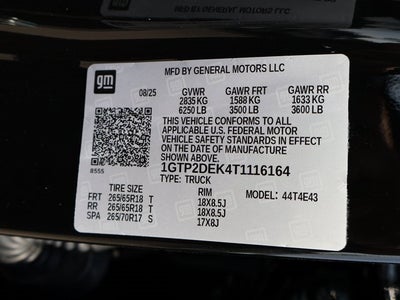 gm
MFD BY GENERAL MOTORS LLC
08/25 GVWR GAWR FRT GAWR RR
2835 KG 1588 KG 1633 KG
6250 LB 3500 LB 3600 LB
THIS VEHICLE CONFORMS TO ALL
APPLICABLE U.S. FEDERAL MOTOR
VEHICLE SAFETY STANDARDS IN EFFECT
ON THE DATE OF MANUFACTURE
SHOWN ABOVE.
8555
1GTP2DEK4T1116164
TYPE: TRUCK
TIRE SIZE RIM MODEL: 44T4E43
FRT 265/65R18 T 18X8.5J
RR 265/65R18 T 18X8.5J
SPA 265/70R17 S 17X8J